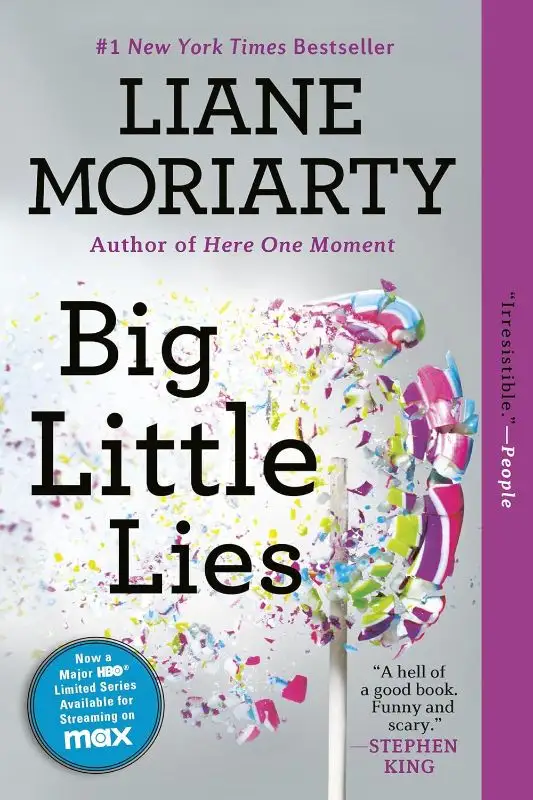 #1 New York Times Bestseller
LIANE
MORIARTY
Author of Here One Moment
Big
Little
Lies
"Irresistible."—People
Now a
Major HBO®
Limited Series
Available for
Streaming on
max
"A hell of
a good book.
Funny and
scary."
—STEPHEN
KING